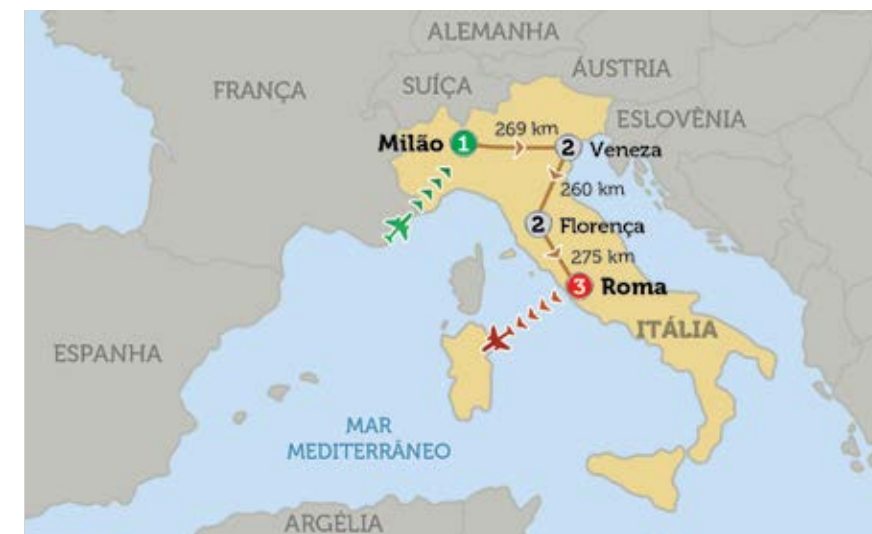 ALEMANHA
ÁUSTRIA
FRANÇA
SUÍÇA
ESLOVÊNIA
Milão 1
269 km
2 Veneza
260 km
2 Florença
275 km
3 Roma
ITÁLIA
ESPANHA
MAR
MEDITERRÂNEO
ARGÉLIA